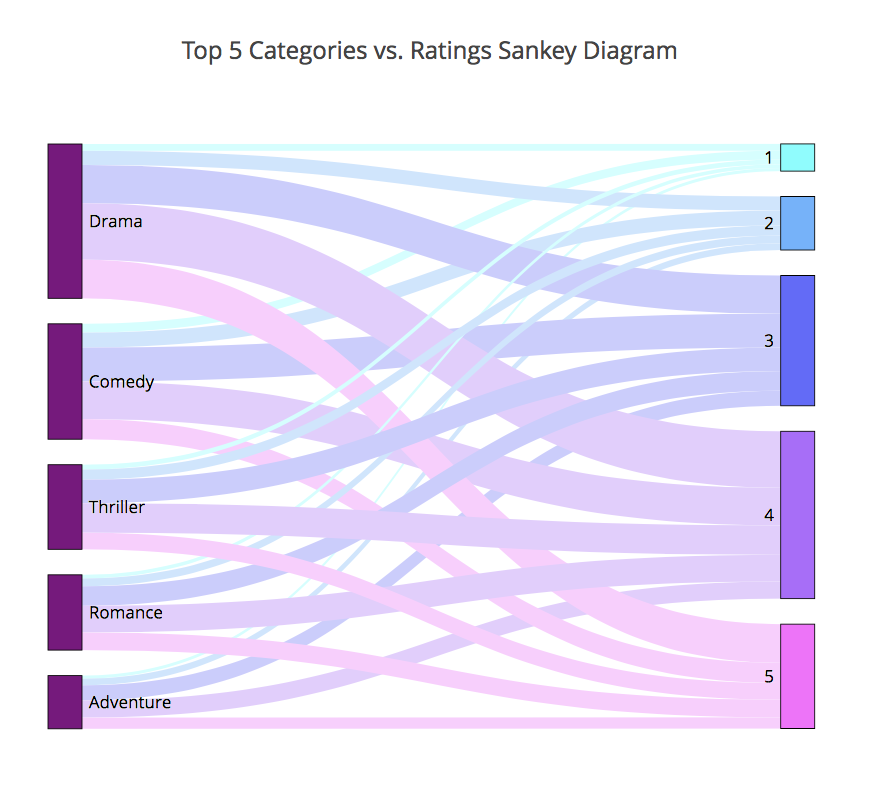 Top 5 Categories vs. Ratings Sankey Diagram
1
Drama
2
3
Comedy
Thriller
4
Romance
5
Adventure